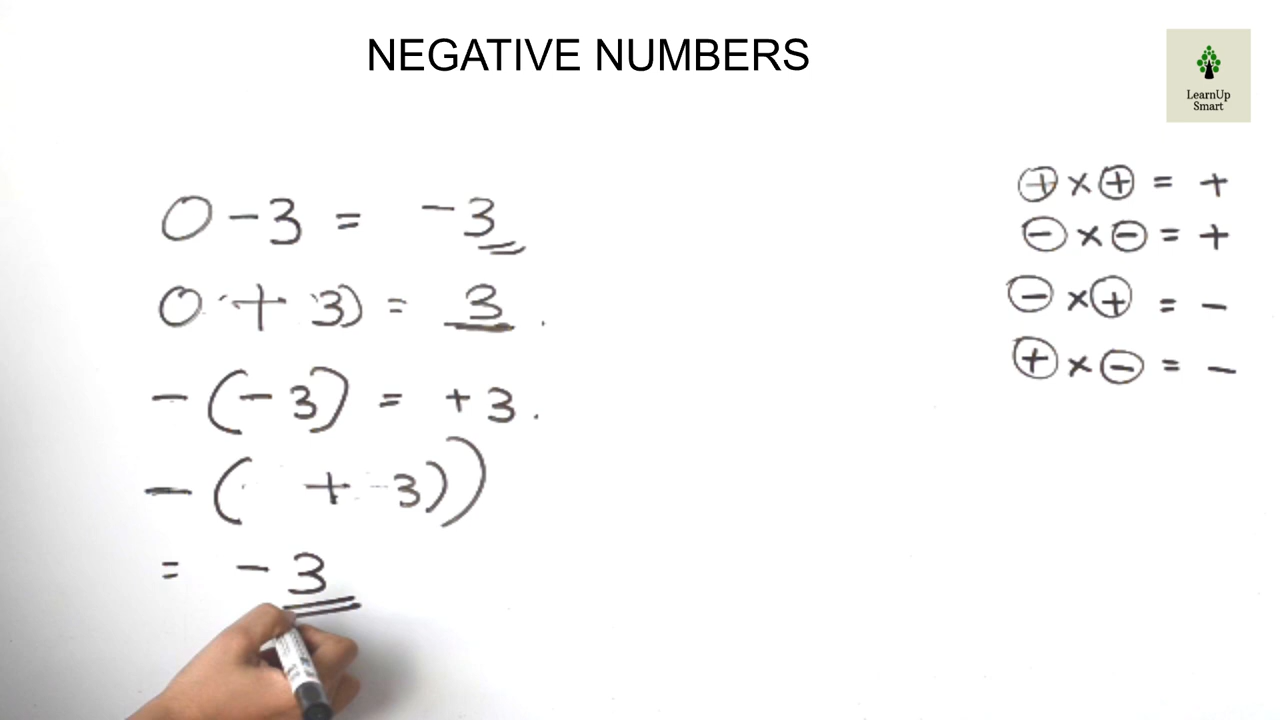 NEGATIVE NUMBERS
LearnUp
Smart
0 - 3 = -3
0 + 3) = 3.
-(-3) = +3.
-( + 3))
= -3
⊕ × ⊕ = +
⊖ × ⊖ = +
⊖ × ⊕ = -
⊕ × ⊖ = -